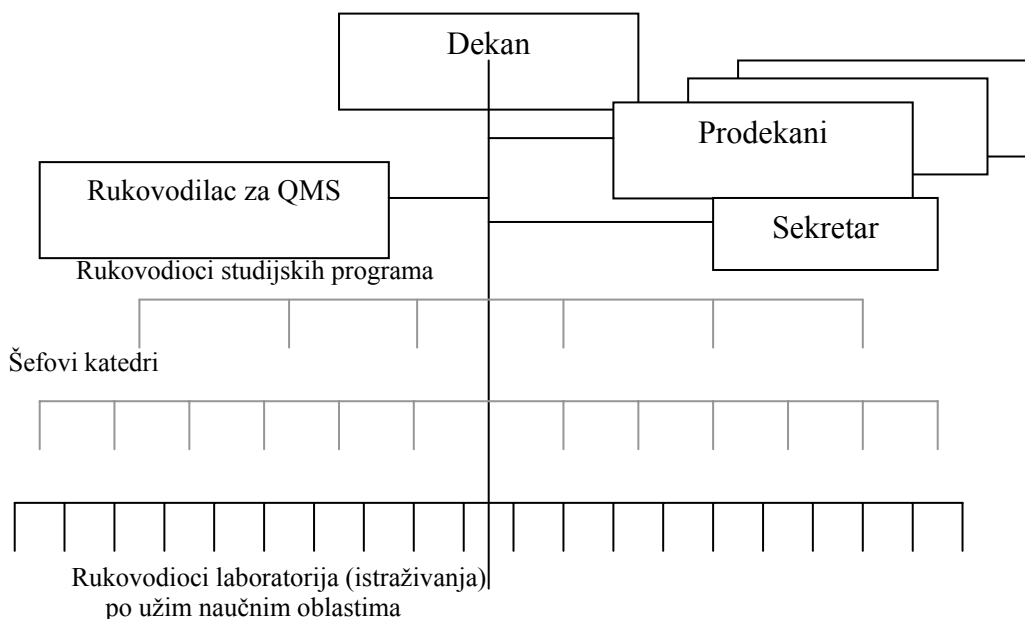 Dekan
Prodekani
Rukovodilac za QMS
Sekretar
Rukovodioci studijskih programa
Šefovi katedri
Rukovodioci laboratorija (istraživanja)
po užim naučnim oblastima